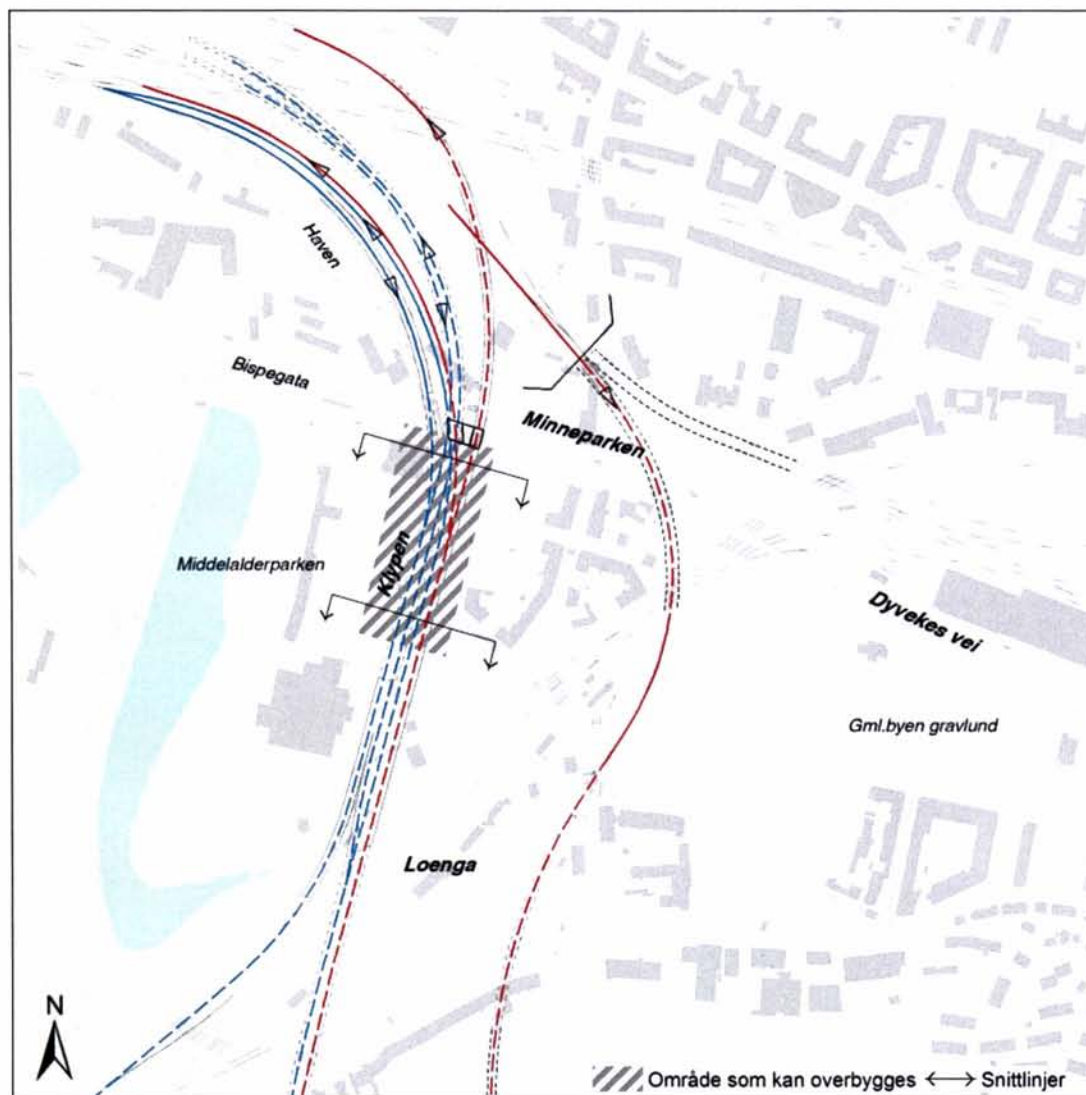 Haven
Bispegata
Minneparken
Middelalderparken
Klypen
Dyvekes vei
Gml.byen gravlund
Loenga
N
Område som kan overbygges
Snittlinjer